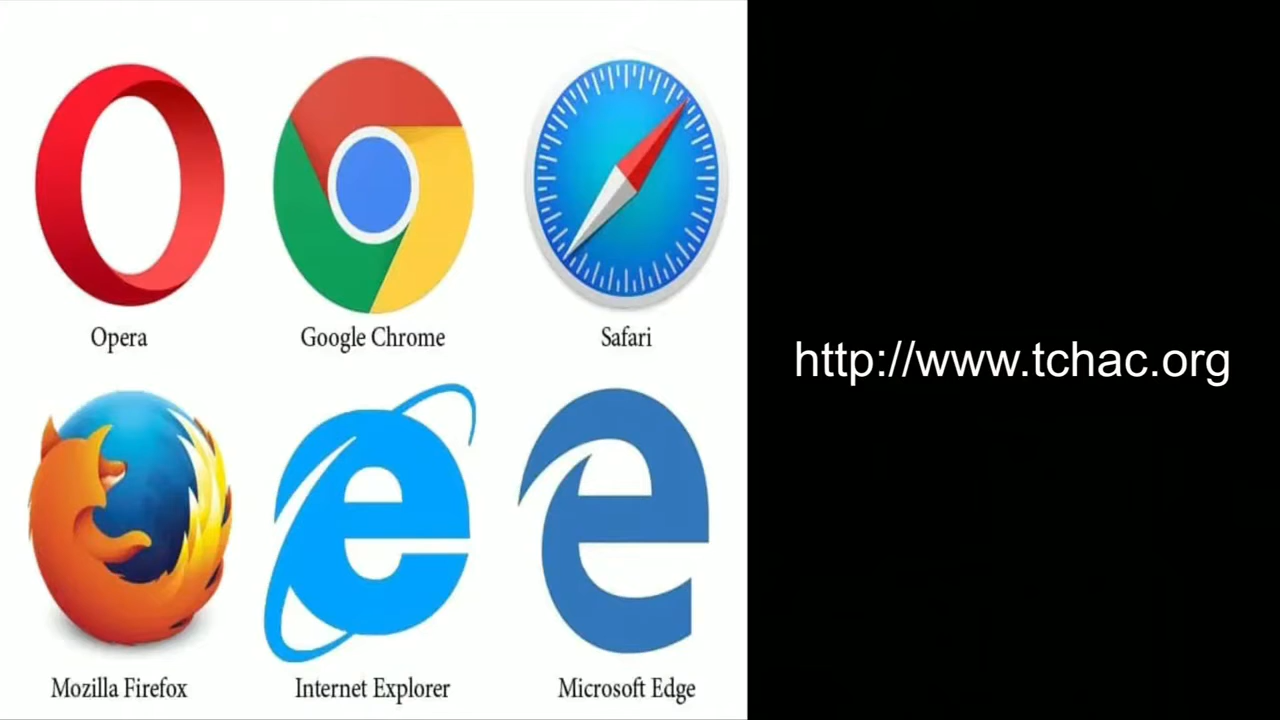 Opera
Google Chrome
Safari
Mozilla Firefox
Internet Explorer
Microsoft Edge
http://www.tchac.org